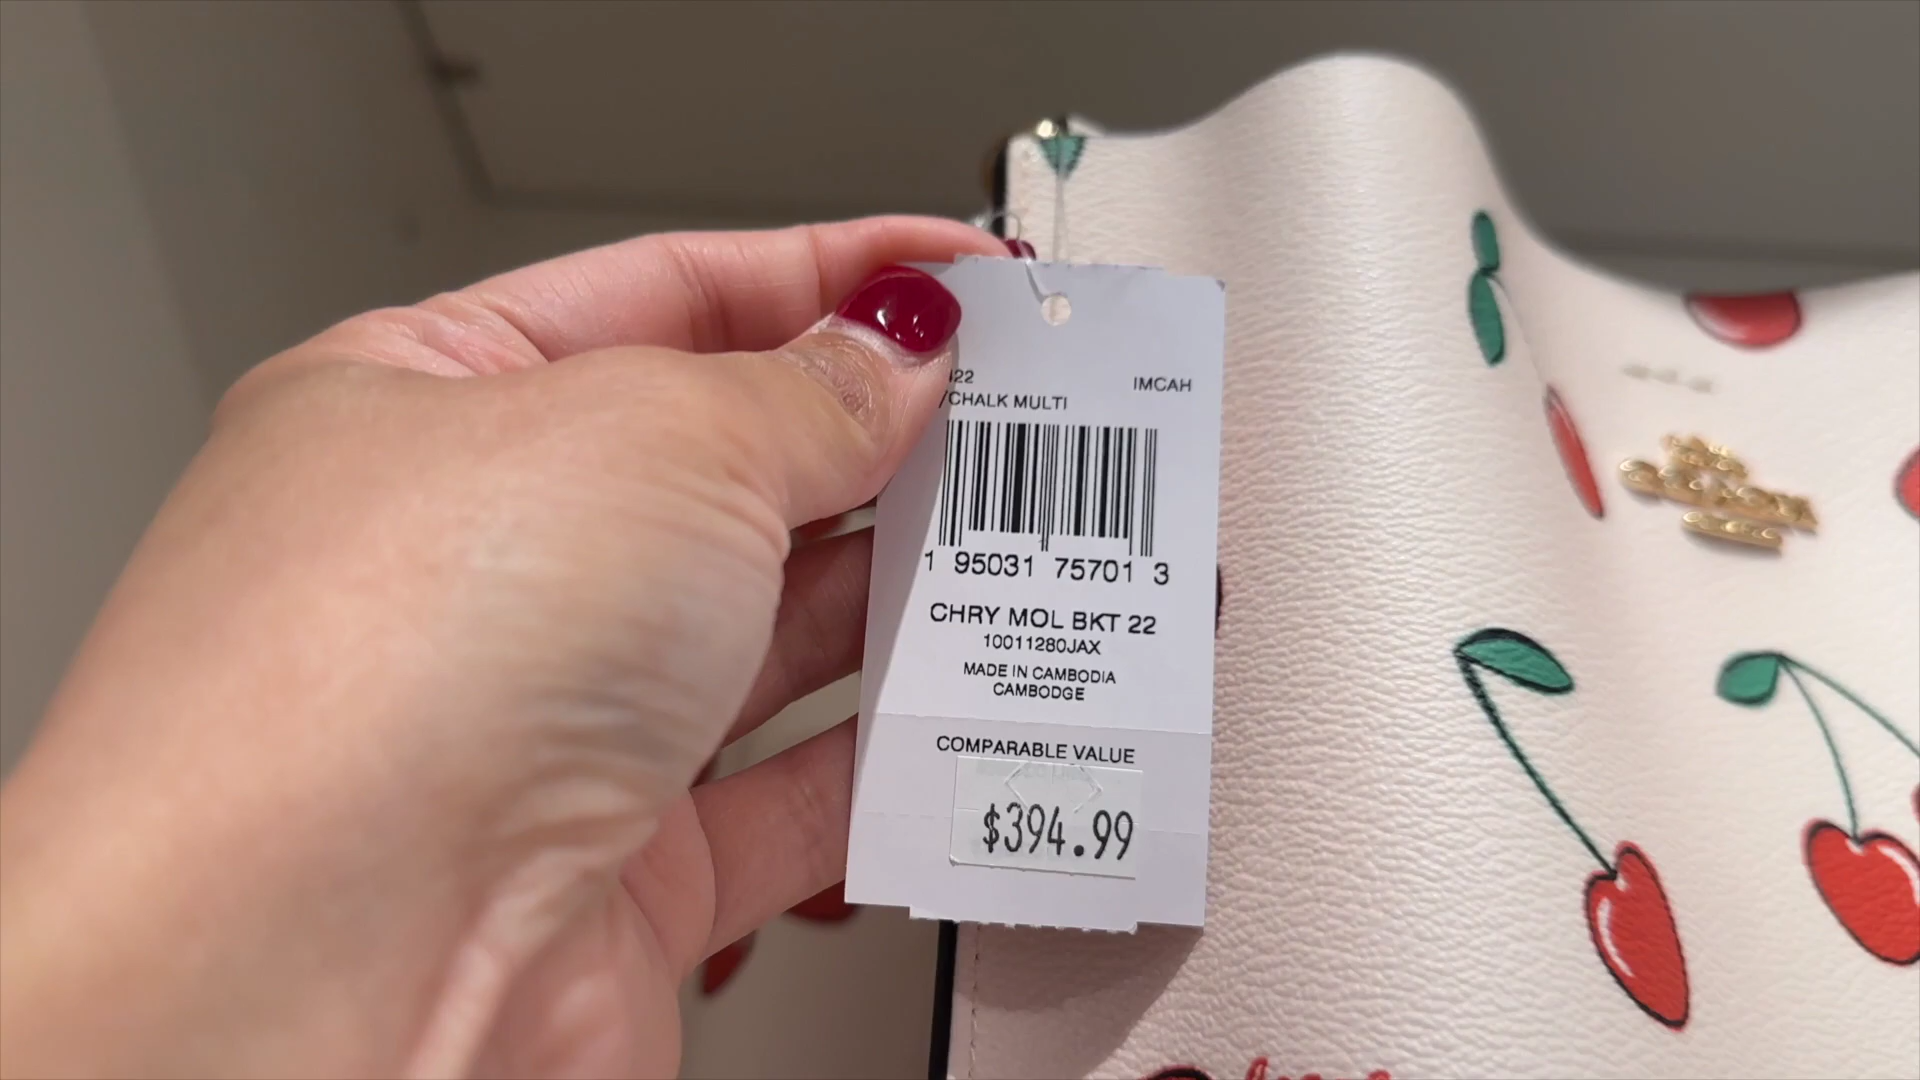 22
IMCAH
/CHALK MULTI
1 95031 75701 3
CHRY MOL BKT 22
10011280JAX
MADE IN CAMBODIA
CAMBODGE
COMPARABLE VALUE
$394.99